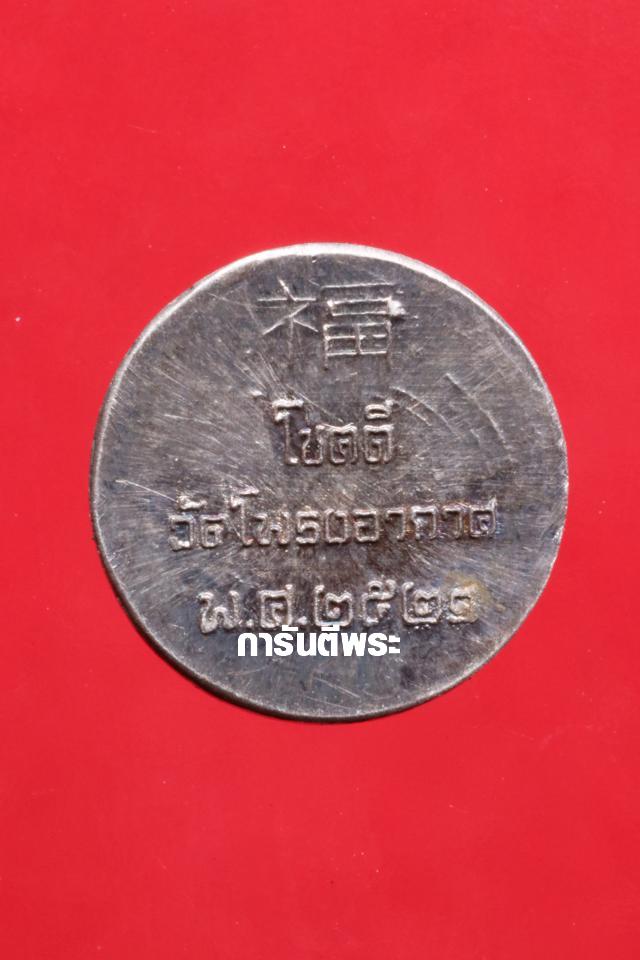 福
โชคดี
วัดโพรงอากาศ
พ.ศ.๒๕๒๑
การันตีพระ